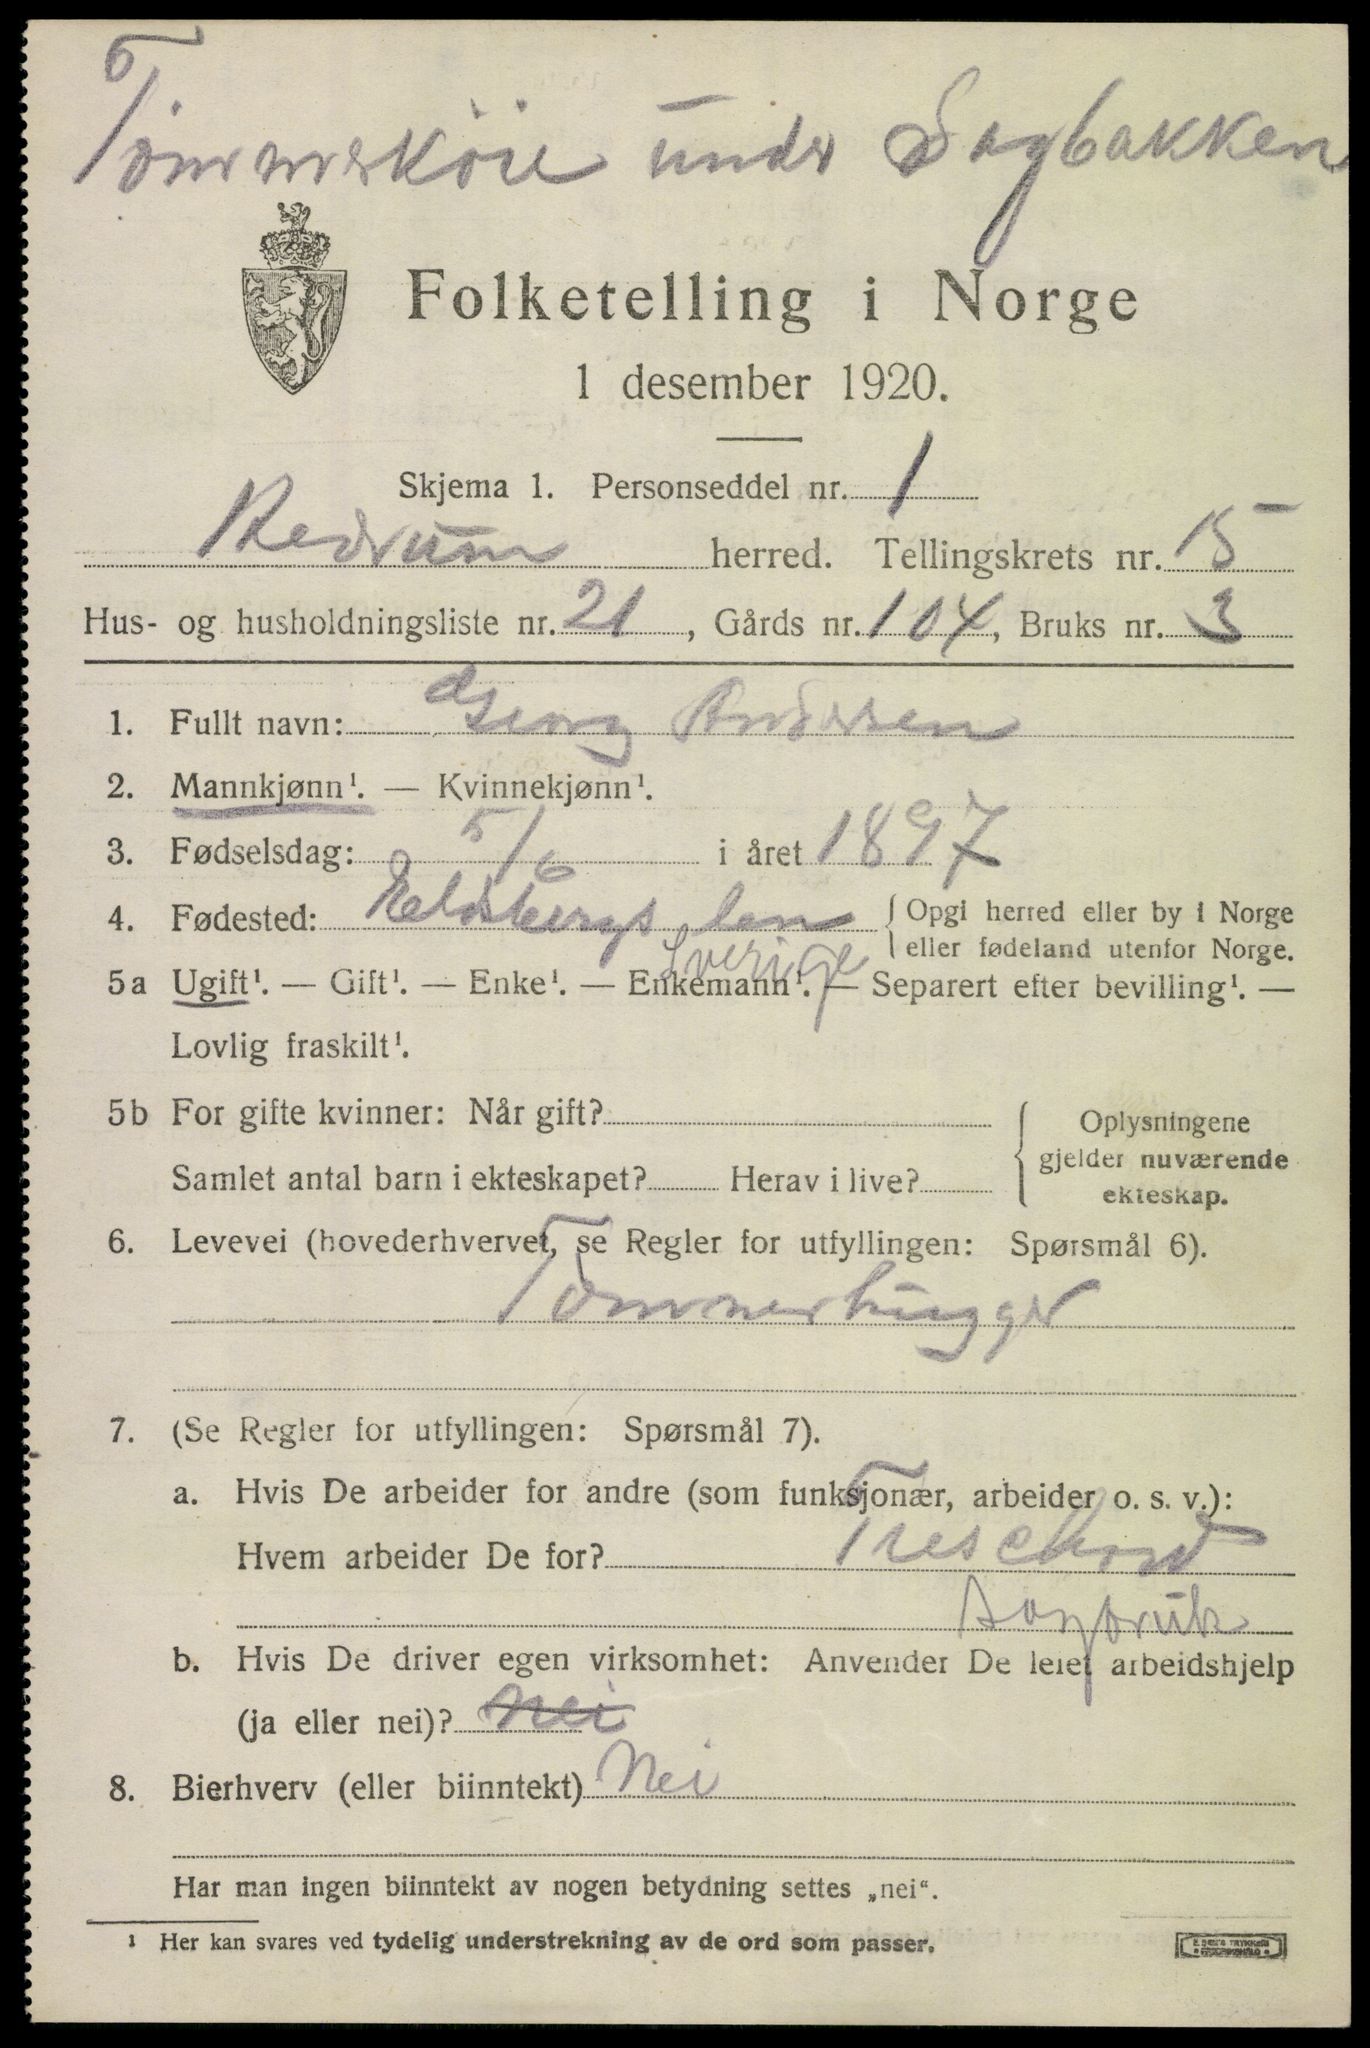 Tømmerköie under Sagbakken
Folketelling i Norge
1 desember 1920.
Skjema 1. Personseddel nr. 1
Hedrum herred. Tellingskrets nr. 15
Hus- og husholdningsliste nr. 21, Gårds nr. 104, Bruks nr. 3
1. Fullt navn: Georg Andersen
2. Mannkjønn¹. — Kvinnekjønn¹.
3. Fødselsdag: 5/6 i året 1897
4. Fødested: len { Opgi herred eller by i Norge
eller fødeland utenfor Norge.
Sverige
5a Ugift¹. — Gift¹. — Enke¹. — Enkemann¹. — Separert efter bevilling¹. —
Lovlig fraskilt¹.
5b For gifte kvinner: Når gift? { Oplysningene
gjelder nuværende
Samlet antal barn i ekteskapet? Herav i live?
ekteskap.
6. Levevei (hovederhvervet, se Regler for utfyllingen: Spørsmål 6).
Tømmerhugger
7. (Se Regler for utfyllingen: Spørsmål 7).
a. Hvis De arbeider for andre (som funksjonær, arbeider o. s. v.):
Hvem arbeider De for? Treschow
Sagbruk
b. Hvis De driver egen virksomhet: Anvender De leiet arbeidshjelp
(ja eller nei)? nei
8. Bierhverv (eller biinntekt) Nei
Har man ingen biinntekt av nogen betydning settes „nei“.
¹ Her kan svares ved tydelig understrekning av de ord som passer.